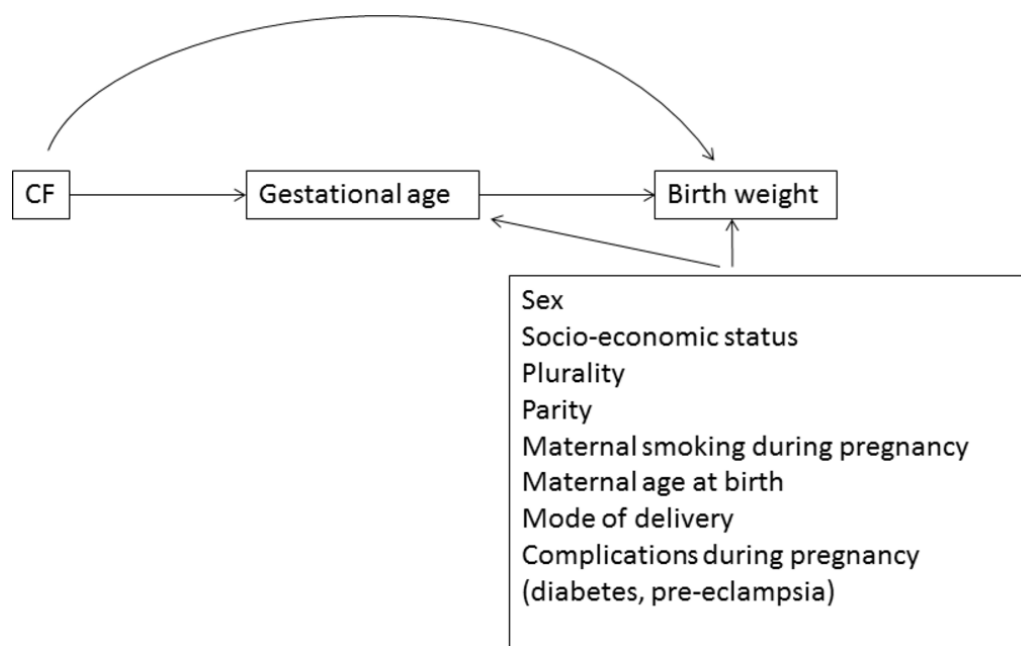 CF
Gestational age
Birth weight
Sex
Socio-economic status
Plurality
Parity
Maternal smoking during pregnancy
Maternal age at birth
Mode of delivery
Complications during pregnancy
(diabetes, pre-eclampsia)